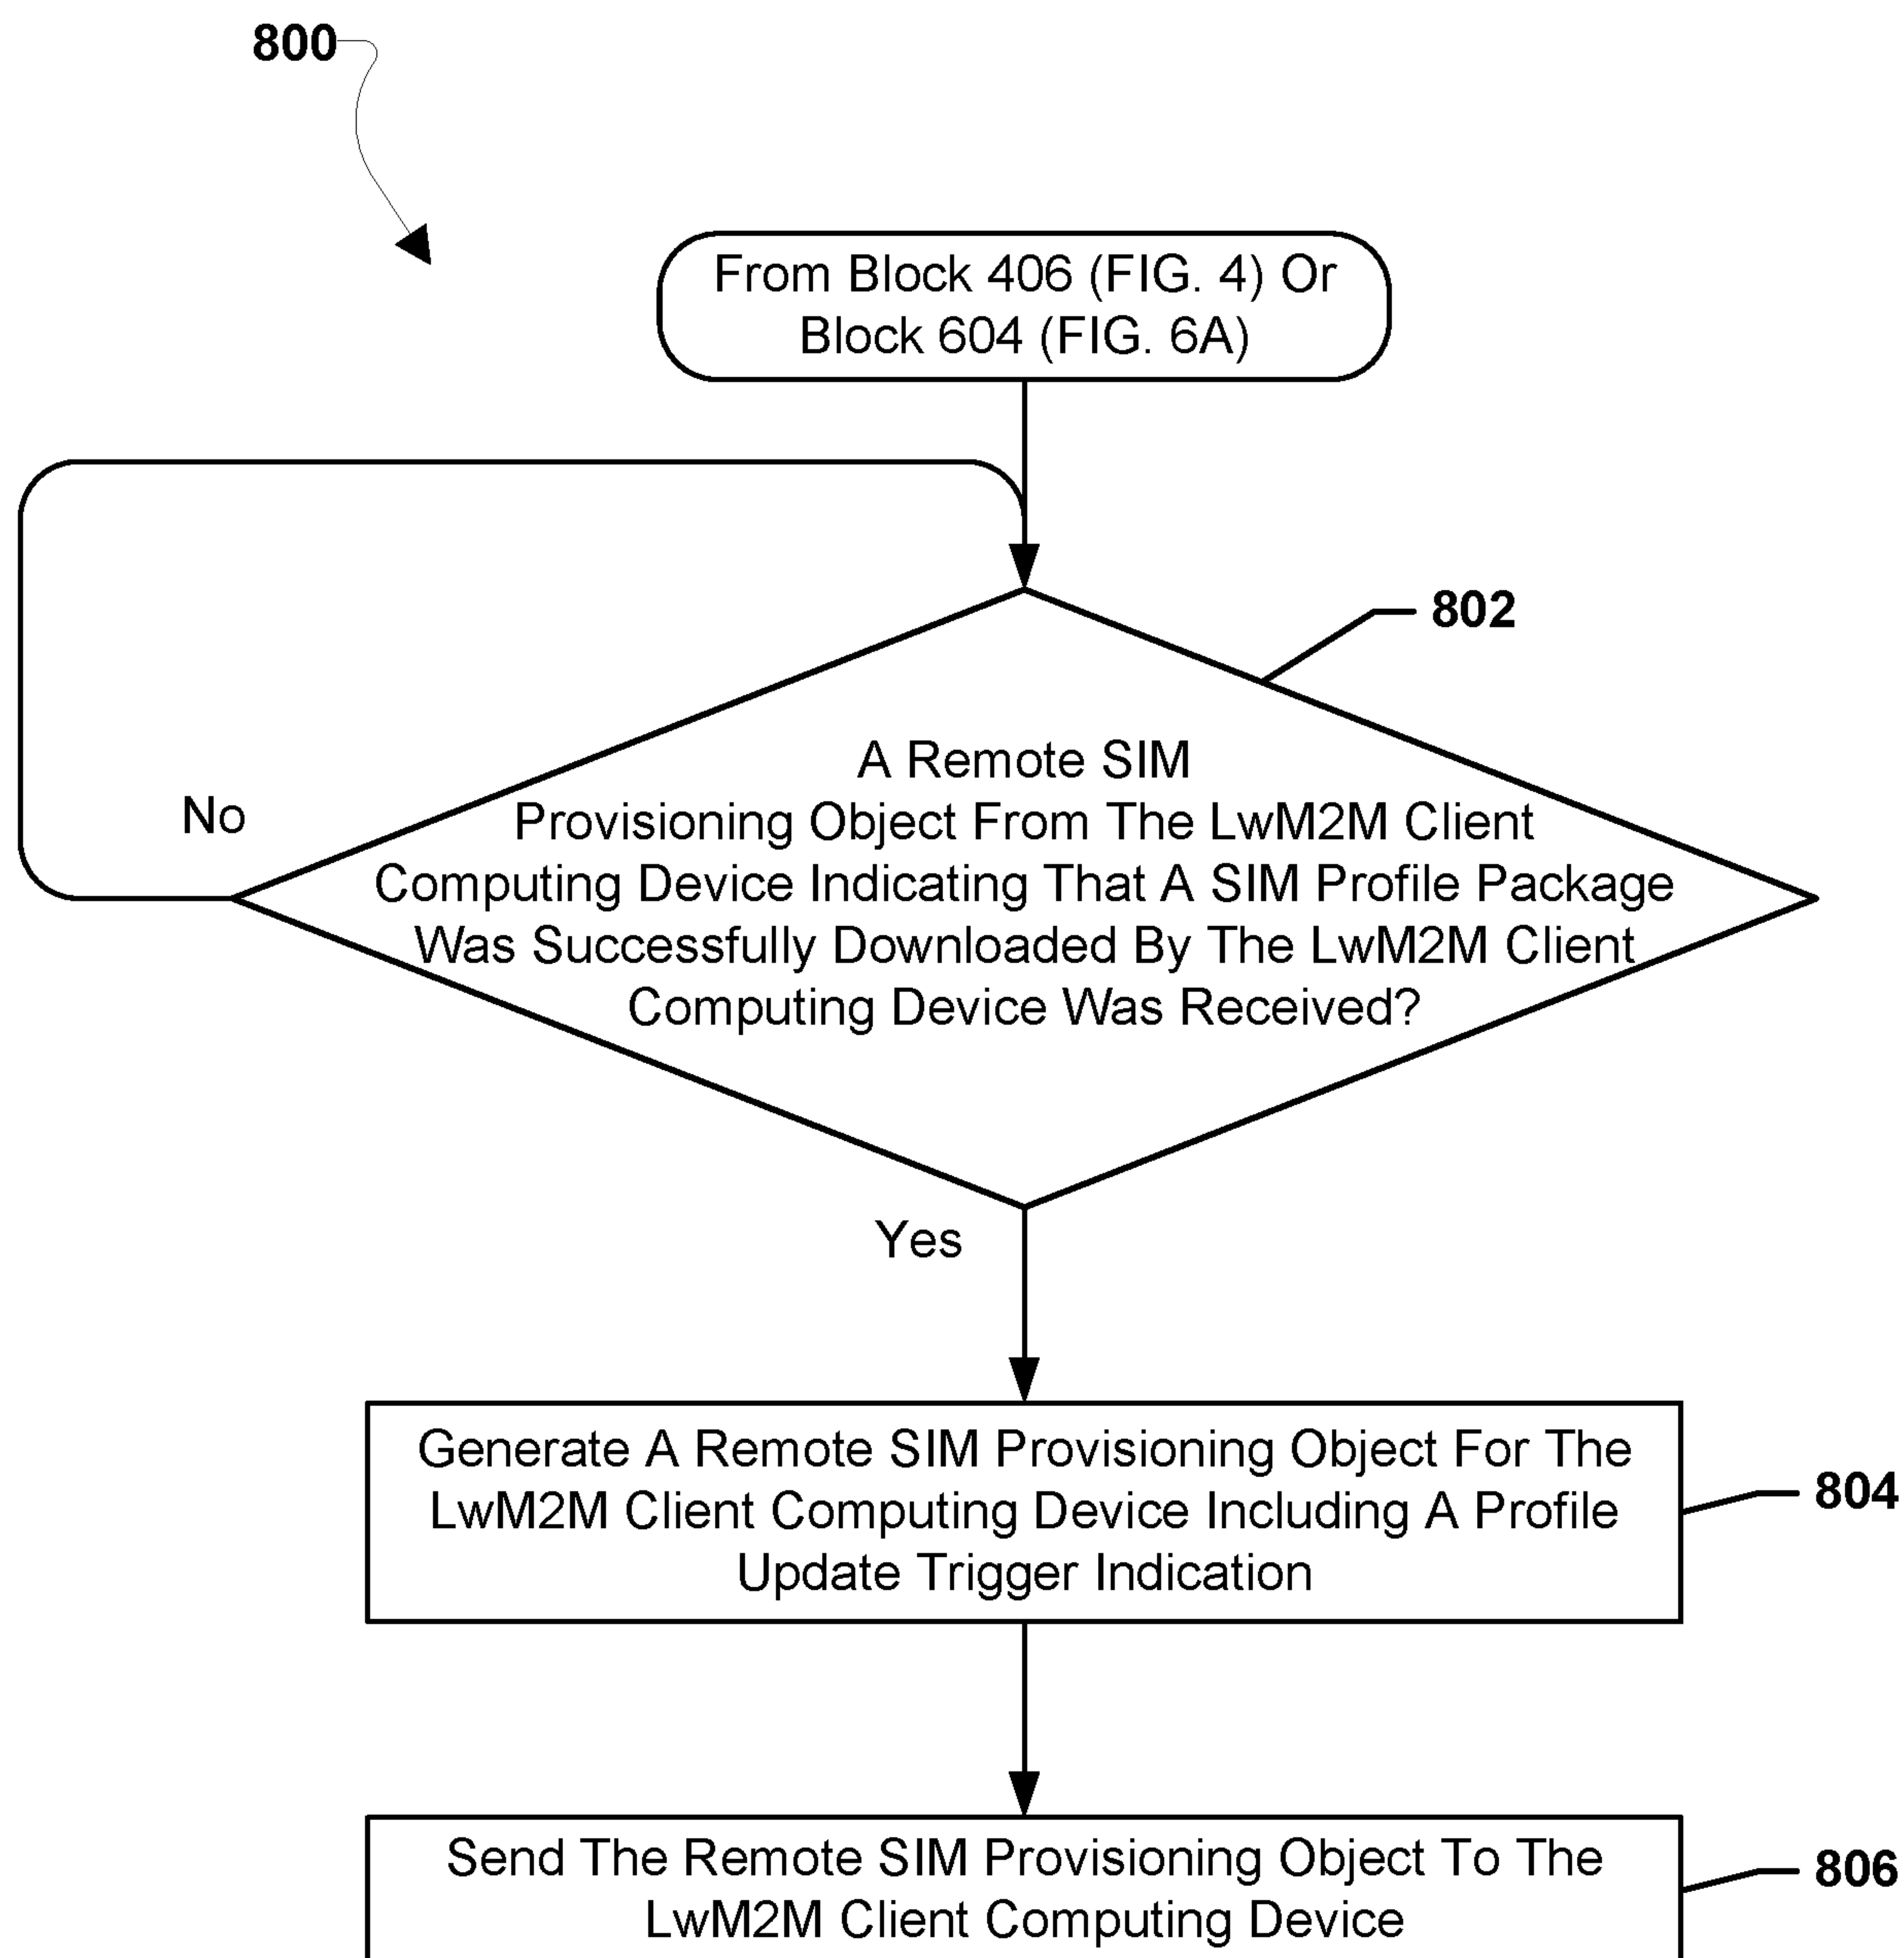 800
From Block 406 (FIG. 4) Or
Block 604 (FIG. 6A)
802
A Remote SIM
Provisioning Object From The LwM2M Client
Computing Device Indicating That A SIM Profile Package
Was Successfully Downloaded By The LwM2M Client
Computing Device Was Received?
No
Yes
Generate A Remote SIM Provisioning Object For The
LwM2M Client Computing Device Including A Profile
Update Trigger Indication
804
Send The Remote SIM Provisioning Object To The
LwM2M Client Computing Device
806